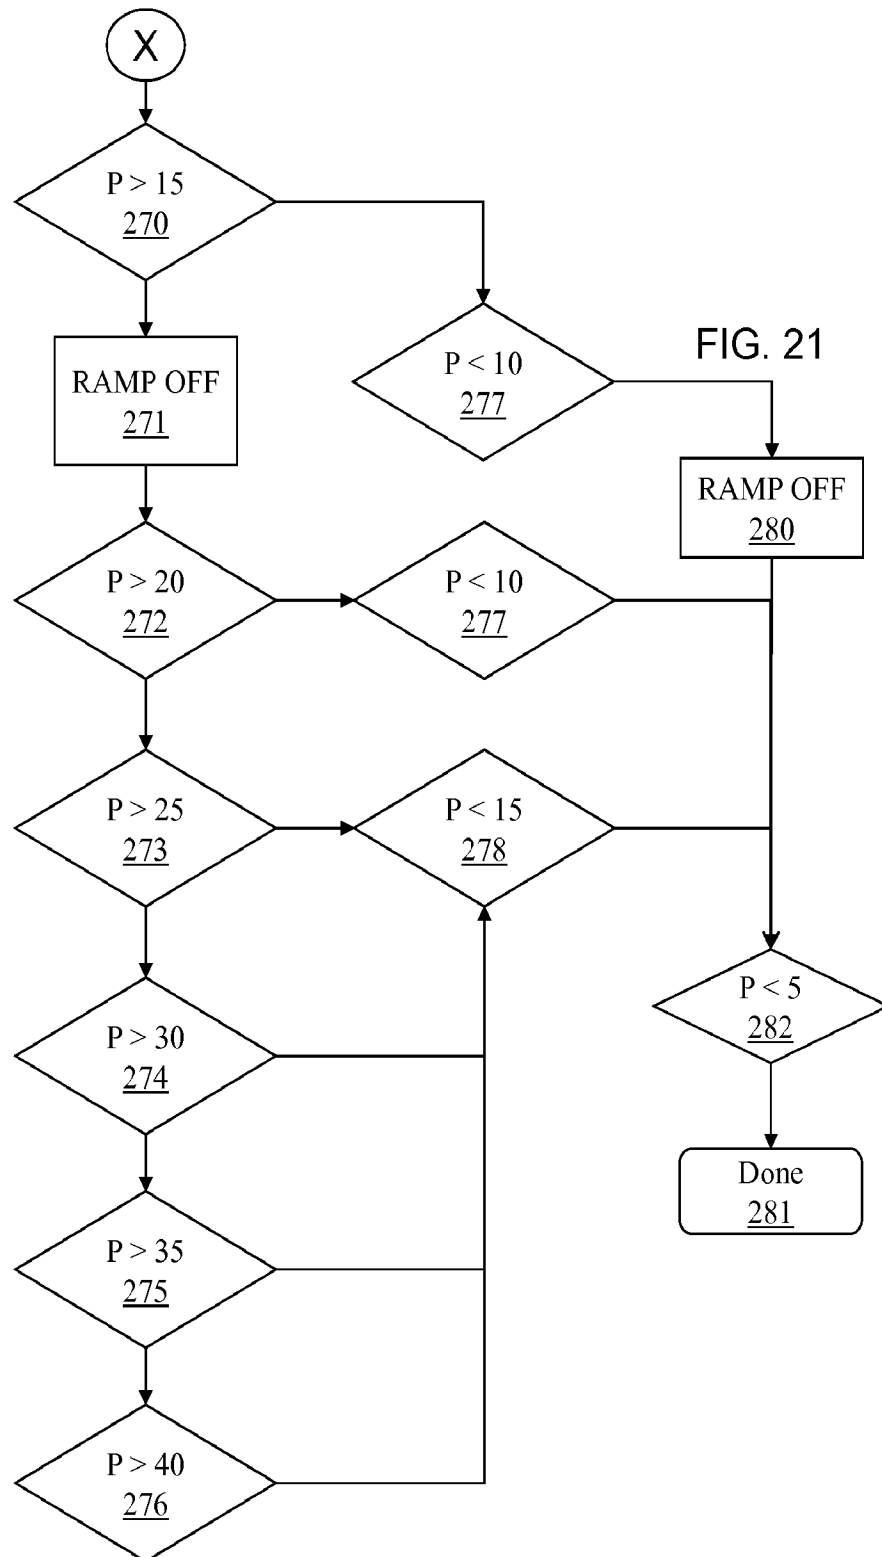 X
P > 15
270
P < 10
277
FIG. 21
RAMP OFF
271
RAMP OFF
280
P > 20
272
P < 10
277
P > 25
273
P < 15
278
P > 30
274
P < 5
282
Done
281
P > 35
275
P > 40
276